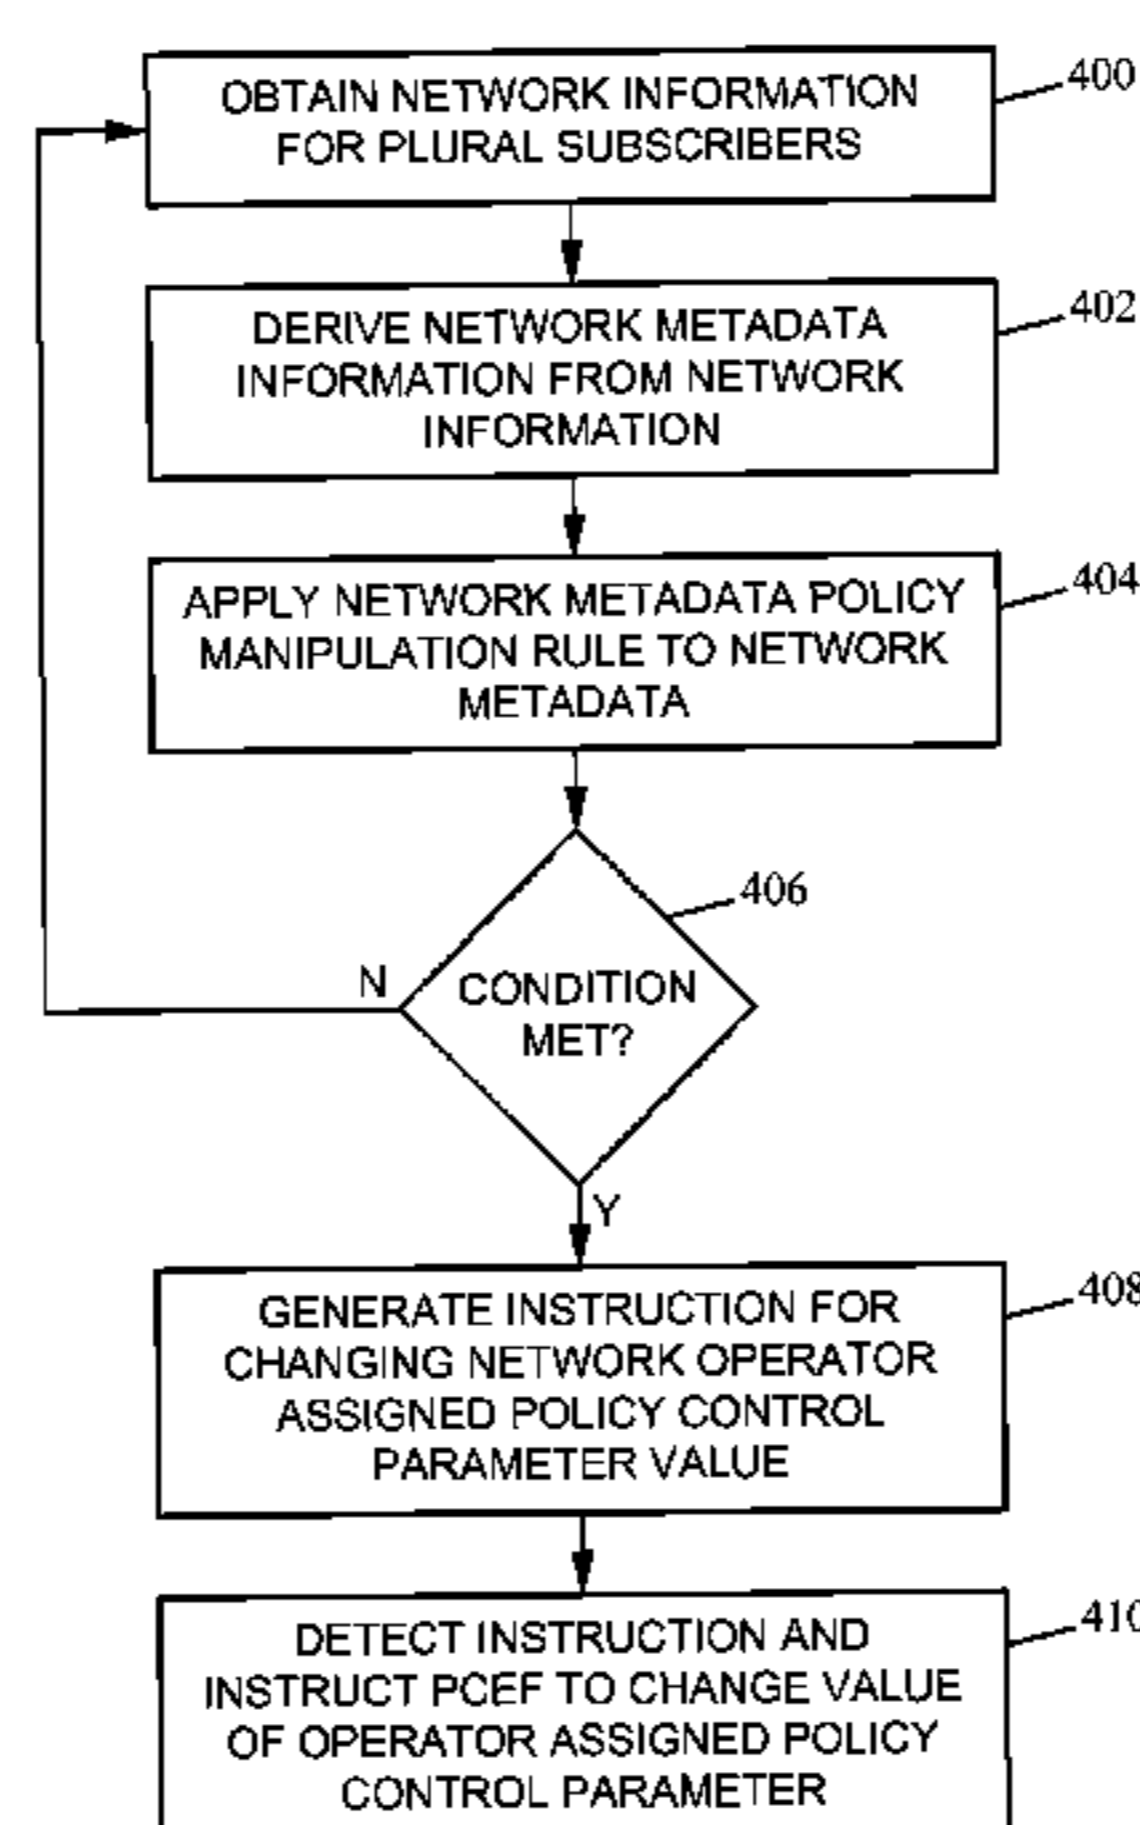 OBTAIN NETWORK INFORMATION
FOR PLURAL SUBSCRIBERS
400
DERIVE NETWORK METADATA
INFORMATION FROM NETWORK
INFORMATION
402
APPLY NETWORK METADATA POLICY
MANIPULATION RULE TO NETWORK
METADATA
404
406
N
CONDITION
MET?
Y
GENERATE INSTRUCTION FOR
CHANGING NETWORK OPERATOR
ASSIGNED POLICY CONTROL
PARAMETER VALUE
408
DETECT INSTRUCTION AND
INSTRUCT PCEF TO CHANGE VALUE
OF OPERATOR ASSIGNED POLICY
CONTROL PARAMETER
410